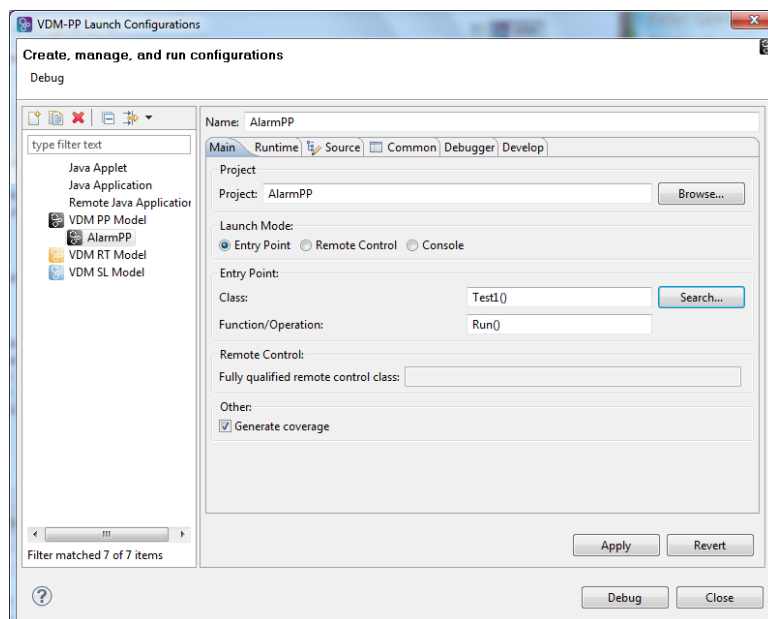 VDM-PP Launch Configurations
Create, manage, and run configurations
Debug
type filter text
Java Applet
Java Application
Remote Java Application
VDM PP Model
AlarmPP
VDM RT Model
VDM SL Model
Filter matched 7 of 7 items
Name: AlarmPP
Main Runtime Source Common Debugger Develop
Project
Project: AlarmPP Browse...
Launch Mode:
Entry Point Remote Control Console
Entry Point:
Class: Test1() Search...
Function/Operation: Run()
Remote Control:
Fully qualified remote control class:
Other:
Generate coverage
Apply Revert
Debug Close